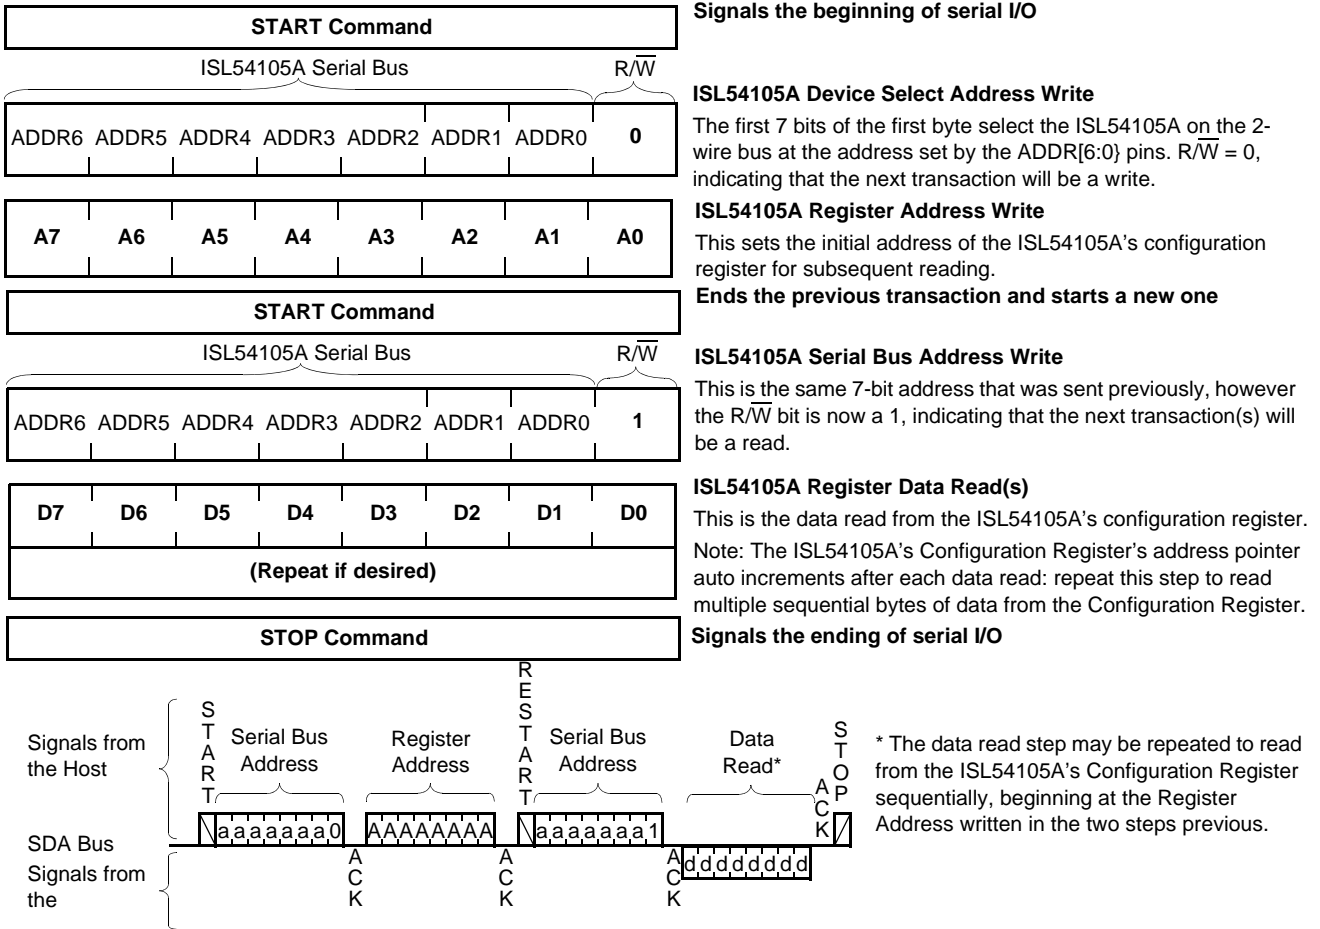 START Command
Signals the beginning of serial I/O
ISL54105A Serial Bus
R/W
ADDR6 ADDR5 ADDR4 ADDR3 ADDR2 ADDR1 ADDR0 0
ISL54105A Device Select Address Write
The first 7 bits of the first byte select the ISL54105A on the 2-
wire bus at the address set by the ADDR[6:0} pins. R/W = 0,
indicating that the next transaction will be a write.
A7 A6 A5 A4 A3 A2 A1 A0
ISL54105A Register Address Write
This sets the initial address of the ISL54105A's configuration
register for subsequent reading.
START Command
Ends the previous transaction and starts a new one
ISL54105A Serial Bus
R/W
ADDR6 ADDR5 ADDR4 ADDR3 ADDR2 ADDR1 ADDR0 1
ISL54105A Serial Bus Address Write
This is the same 7-bit address that was sent previously, however
the R/W bit is now a 1, indicating that the next transaction(s) will
be a read.
D7 D6 D5 D4 D3 D2 D1 D0
(Repeat if desired)
ISL54105A Register Data Read(s)
This is the data read from the ISL54105A's configuration register.
Note: The ISL54105A's Configuration Register's address pointer
auto increments after each data read: repeat this step to read
multiple sequential bytes of data from the Configuration Register.
STOP Command
Signals the ending of serial I/O
Signals from
the Host
START
Serial Bus
Address
Register
Address
RESTART
Serial Bus
Address
Data
Read*
ACK
STOP
* The data read step may be repeated to read
from the ISL54105A's Configuration Register
sequentially, beginning at the Register
Address written in the two steps previous.
SDA Bus
aaaaaaa0
AAAAAAAA
aaaaaaa1
dddddddd
Signals from
the
ACK
ACK
ACK